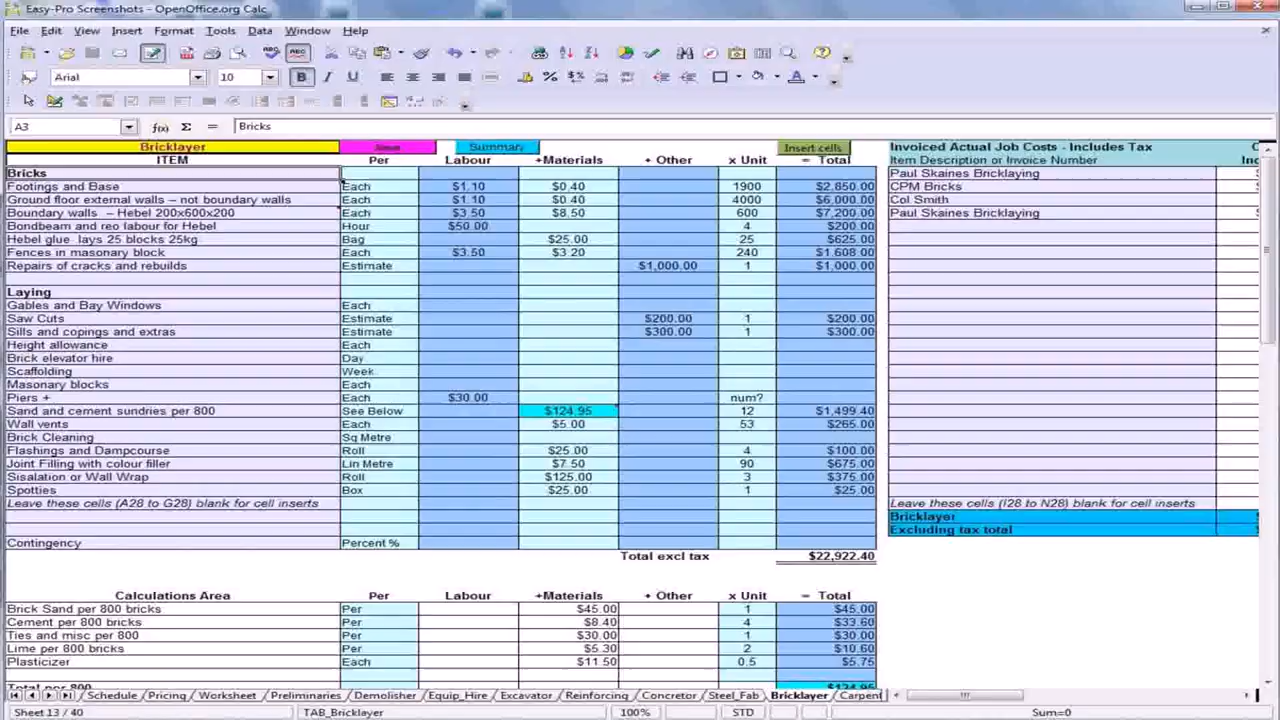 Easy-Pro Screenshots - OpenOffice.org Calc
File Edit View Insert Format Tools Data Window Help
Arial 10
A3 f(x) Σ = Bricks
Bricklayer Summary Insert cells Invoiced Actual Job Costs - Includes Tax
ITEM Per Labour +Materials + Other x Unit = Total Item Description or Invoice Number
Bricks Paul Skaines Bricklaying
Footings and Base Each $1.10 $0.40 1900 $2,850.00 CPM Bricks
Ground floor external walls – not boundary walls Each $1.10 $0.40 4000 $6,000.00 Col Smith
Boundary walls – Hebel 200x600x200 Each $3.50 $8.50 600 $7,200.00 Paul Skaines Bricklaying
Bondbeam and reo labour for Hebel Hour $50.00 4 $200.00
Hebel glue lays 25 blocks 25kg Bag $25.00 25 $625.00
Fences in masonary block Each $3.50 $3.20 240 $1,608.00
Repairs of cracks and rebuilds Estimate $1,000.00 1 $1,000.00
Laying
Gables and Bay Windows Each
Saw Cuts Estimate $200.00 1 $200.00
Sills and copings and extras Estimate $300.00 1 $300.00
Height allowance Each
Brick elevator hire Day
Scaffolding Week
Masonary blocks Each
Piers + Each $30.00 num?
Sand and cement sundries per 800 See Below $124.95 12 $1,499.40
Wall vents Each $5.00 53 $265.00
Brick Cleaning Sq Metre
Flashings and Dampcourse Roll $25.00 4 $100.00
Joint Filling with colour filler Lin Metre $7.50 90 $675.00
Sisalation or Wall Wrap Roll $125.00 3 $375.00
Spotties Box $25.00 1 $25.00
Leave these cells (A28 to G28) blank for cell inserts Leave these cells (I28 to N28) blank for cell inserts
Bricklayer
Excluding tax total
Contingency Percent %
Total excl tax $22,922.40
Calculations Area Per Labour +Materials + Other x Unit = Total
Brick Sand per 800 bricks Per $45.00 1 $45.00
Cement per 800 bricks Per $8.40 4 $33.60
Ties and misc per 800 Per $30.00 1 $30.00
Lime per 800 bricks Per $5.30 2 $10.60
Plasticizer Each $11.50 0.5 $5.75
Total per 800 $124.95
Schedule Pricing Worksheet Preliminaries Demolisher Equip_Hire Excavator Reinforcing Concretor Steel_Fab Bricklayer Carpent
Sheet 13 / 40 TAB_Bricklayer 100% STD Sum=0